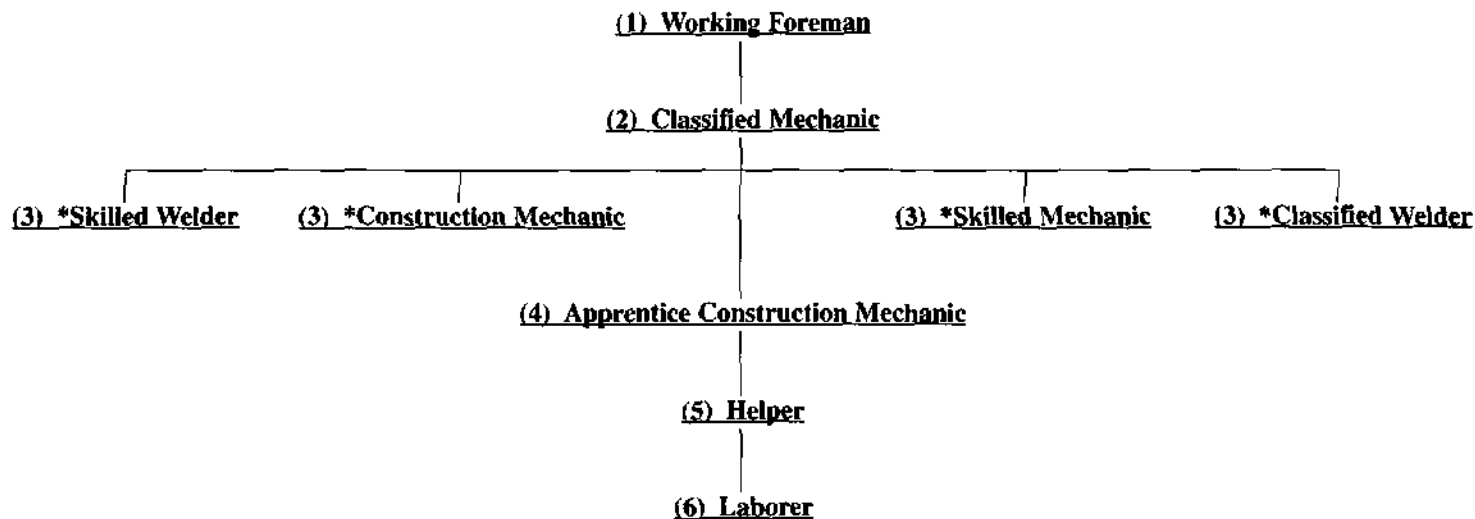 (1) Working Foreman
(2) Classified Mechanic
(3) *Skilled Welder (3) *Construction Mechanic (3) *Skilled Mechanic (3) *Classified Welder
(4) Apprentice Construction Mechanic
(5) Helper
(6) Laborer